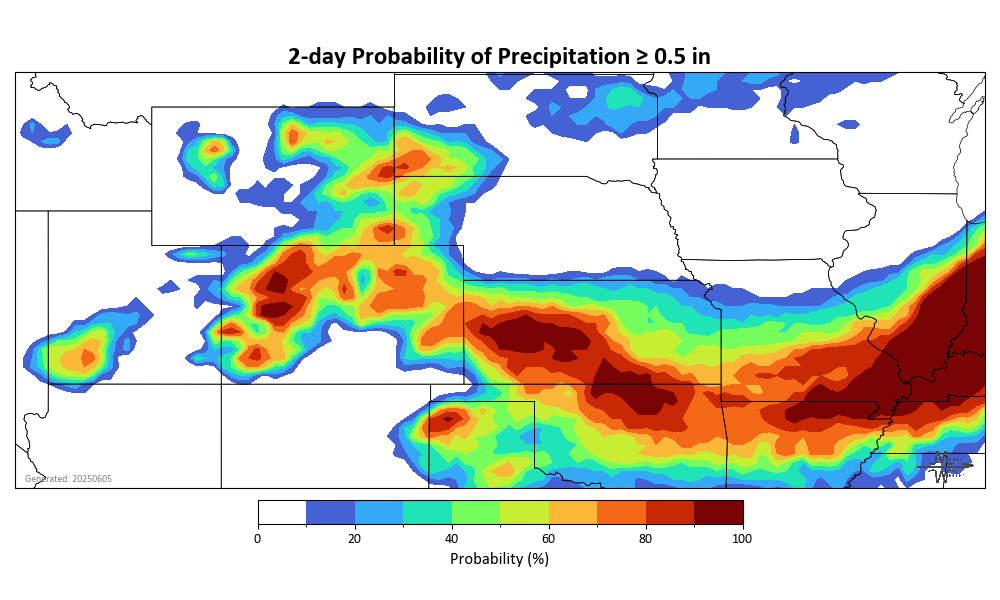 2-day Probability of Precipitation ≥ 0.5 in
Generated: 20250605
0 20 40 60 80 100
Probability (%)